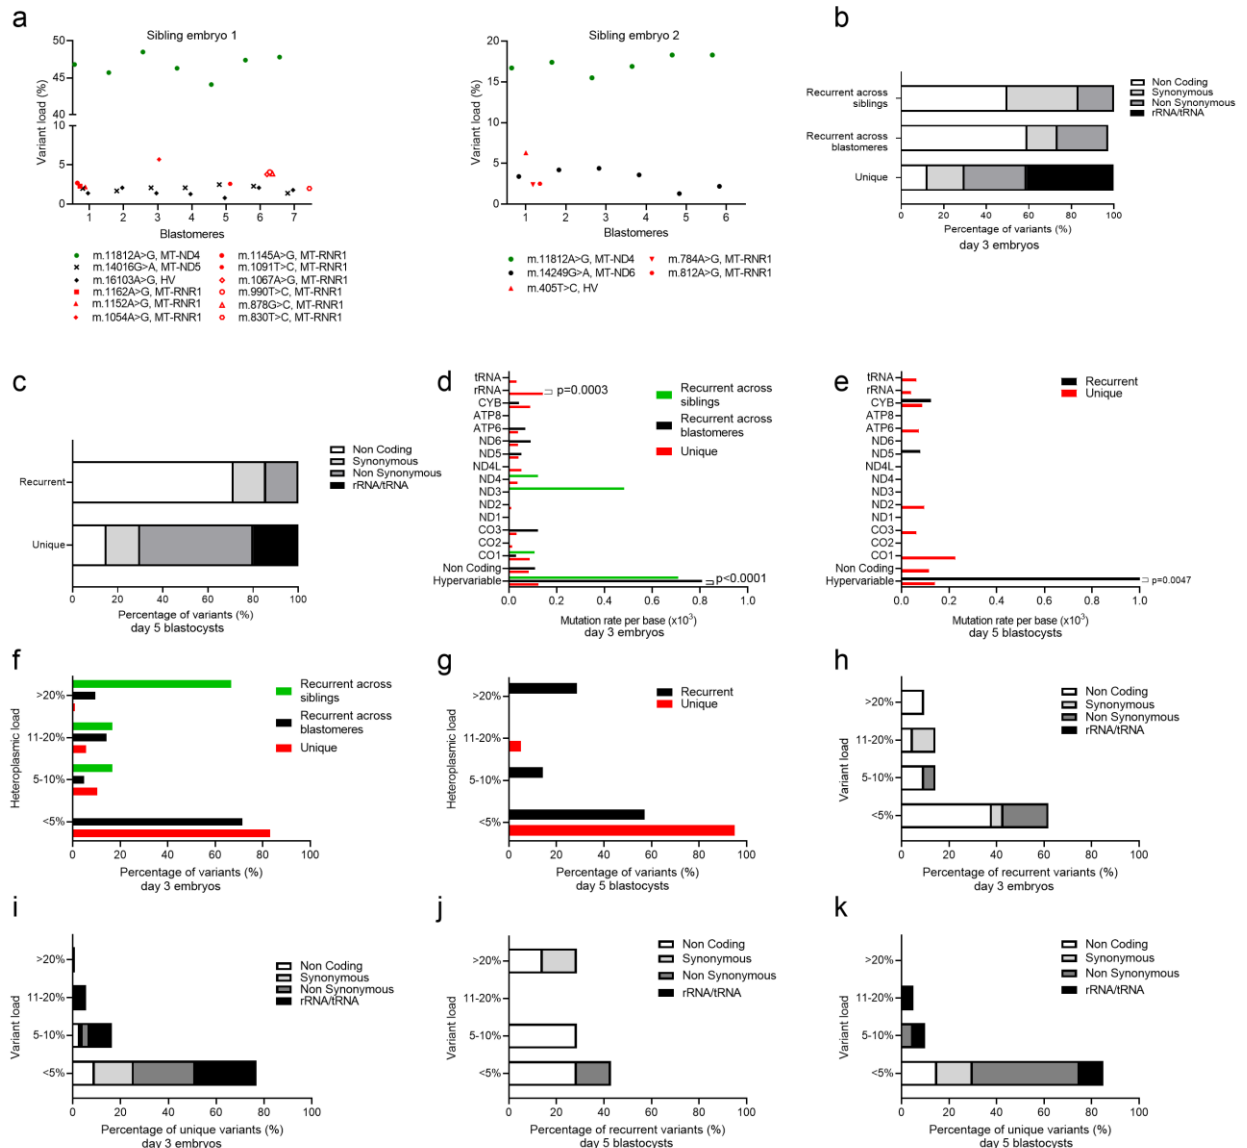 a
Sibling embryo 1
Variant load (%)
50
45
40
10
5
0
1 2 3 4 5 6 7
Blastomeres
m.11812A>G, MT-ND4
m.14016G>A, MT-ND5
m.16103A>G, HV
m.1162A>G, MT-RNR1
m.1152A>G, MT-RNR1
m.1054A>G, MT-RNR1
m.1145A>G, MT-RNR1
m.1091T>C, MT-RNR1
m.1067A>G, MT-RNR1
m.990T>C, MT-RNR1
m.878G>C, MT-RNR1
m.830T>C, MT-RNR1
Sibling embryo 2
Variant load (%)
20
15
10
5
0
1 2 3 4 5 6
Blastomeres
m.11812A>G, MT-ND4
m.14249G>A, MT-ND6
m.405T>C, HV
m.784A>G, MT-RNR1
m.812A>G, MT-RNR1
b
Non Coding
Synonymous
Non Synonymous
rRNA/tRNA
Recurrent across
siblings
Recurrent across
blastomeres
Unique
0 20 40 60 80 100
Percentage of variants (%)
day 3 embryos
c
Non Coding
Synonymous
Non Synonymous
rRNA/tRNA
Recurrent
Unique
0 20 40 60 80 100
Percentage of variants (%)
day 5 blastocysts
d
tRNA
rRNA
CYB
ATP8
ATP6
ND6
ND5
ND4L
ND4
ND3
ND2
ND1
CO3
CO2
CO1
Non Coding
Hypervariable
p=0.0003
Recurrent across
siblings
Recurrent across
blastomeres
Unique
p<0.0001
0.0 0.2 0.4 0.6 0.8 1.0
Mutation rate per base (x10³)
day 3 embryos
e
tRNA
rRNA
CYB
ATP8
ATP6
ND6
ND5
ND4L
ND4
ND3
ND2
ND1
CO3
CO2
CO1
Non Coding
Hypervariable
Recurrent
Unique
p=0.0047
0.0 0.2 0.4 0.6 0.8 1.0
Mutation rate per base (x10³)
day 5 blastocysts
f
Heteroplasmic load
>20%
11-20%
5-10%
<5%
Recurrent across
siblings
Recurrent across
blastomeres
Unique
0 20 40 60 80 100
Percentage of variants (%)
day 3 embryos
g
Heteroplasmic load
>20%
11-20%
5-10%
<5%
Recurrent
Unique
0 20 40 60 80 100
Percentage of variants (%)
day 5 blastocysts
h
Variant load
>20%
11-20%
5-10%
<5%
Non Coding
Synonymous
Non Synonymous
rRNA/tRNA
0 20 40 60 80 100
Percentage of recurrent variants (%)
day 3 embryos
i
Variant load
>20%
11-20%
5-10%
<5%
Non Coding
Synonymous
Non Synonymous
rRNA/tRNA
0 20 40 60 80 100
Percentage of unique variants (%)
day 3 embryos
j
Variant load
>20%
11-20%
5-10%
<5%
Non Coding
Synonymous
Non Synonymous
rRNA/tRNA
0 20 40 60 80 100
Percentage of recurrent variants (%)
day 5 blastocysts
k
Variant load
>20%
11-20%
5-10%
<5%
Non Coding
Synonymous
Non Synonymous
rRNA/tRNA
0 20 40 60 80 100
Percentage of unique variants (%)
day 5 blastocysts